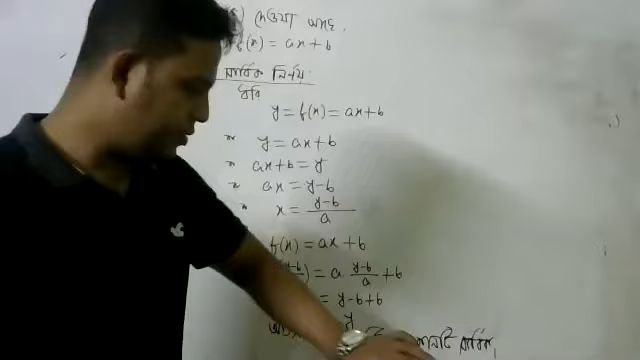 দেওয়া আছে,
f(x) = ax + b
সার্বিক নির্ণয়:
ধরি
y = f(x) = ax + b
বা y = ax + b
বা ax + b = y
বা ax = y - b
বা x = y-b/a
f(x) = ax + b
= a · y-b/a + b
= y - b + b
y
সার্বিক,